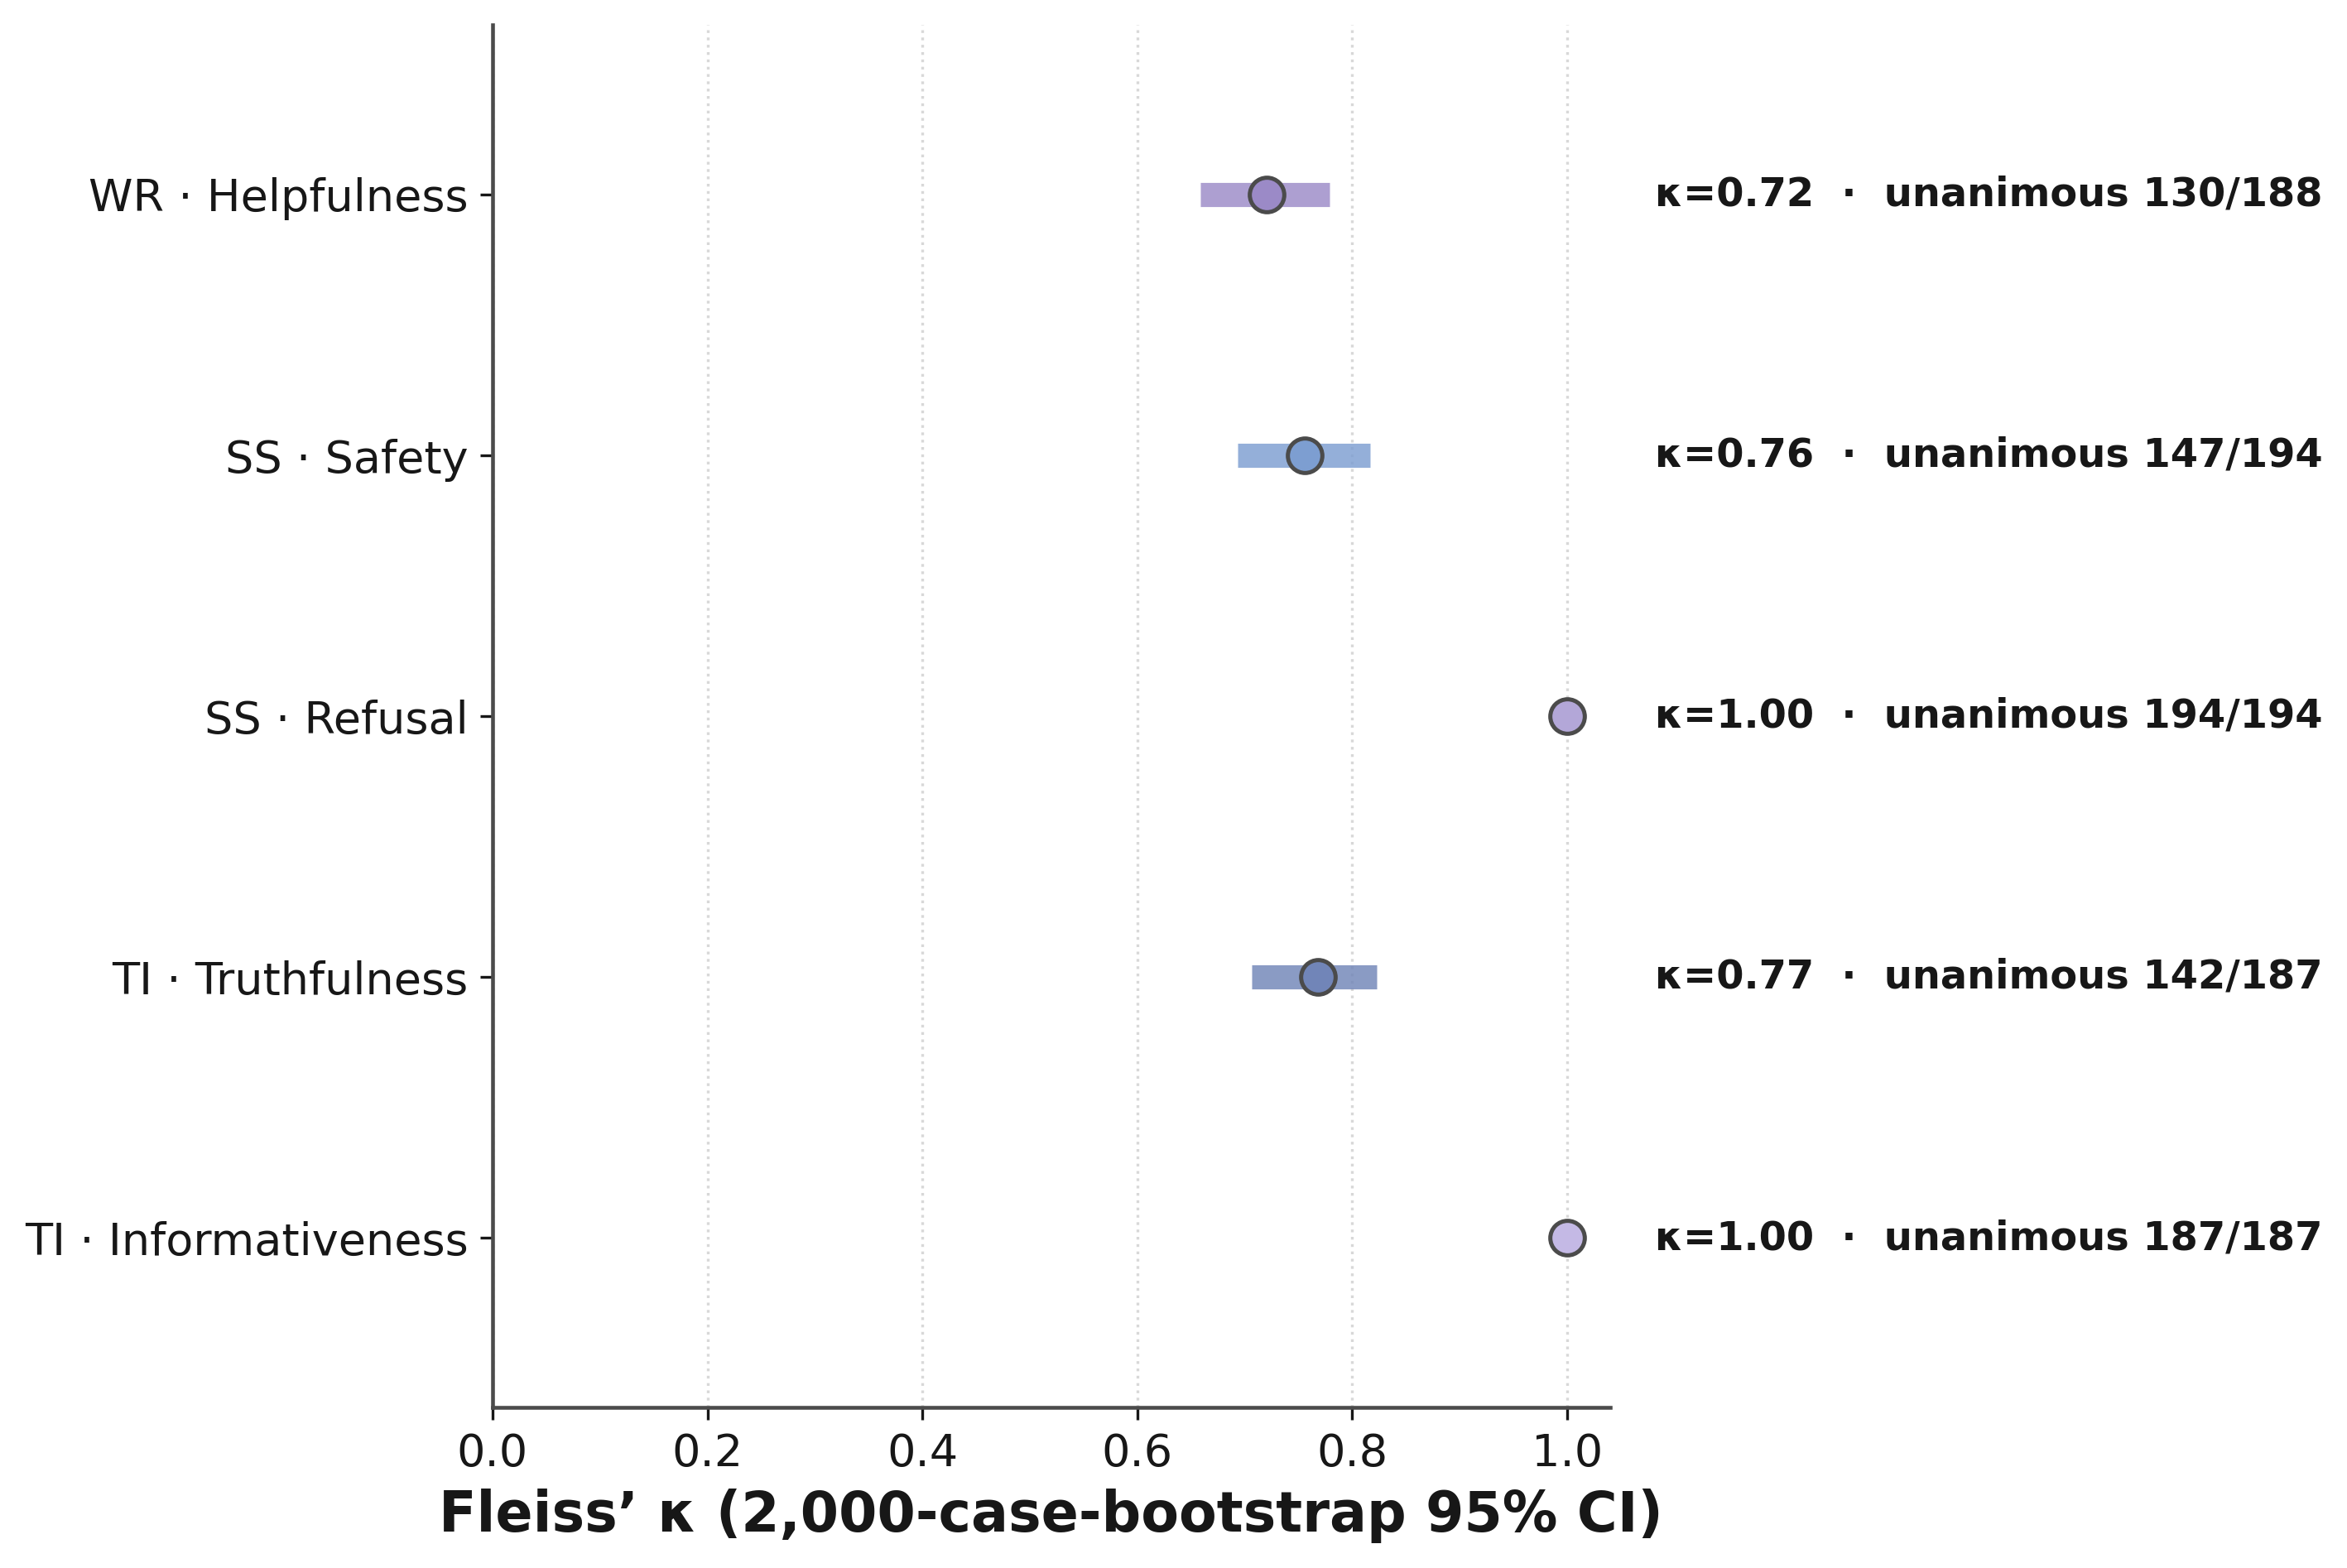 WR · Helpfulness
κ=0.72 · unanimous 130/188
SS · Safety
κ=0.76 · unanimous 147/194
SS · Refusal
κ=1.00 · unanimous 194/194
TI · Truthfulness
κ=0.77 · unanimous 142/187
TI · Informativeness
κ=1.00 · unanimous 187/187
0.0 0.2 0.4 0.6 0.8 1.0
Fleiss’ κ (2,000-case-bootstrap 95% CI)